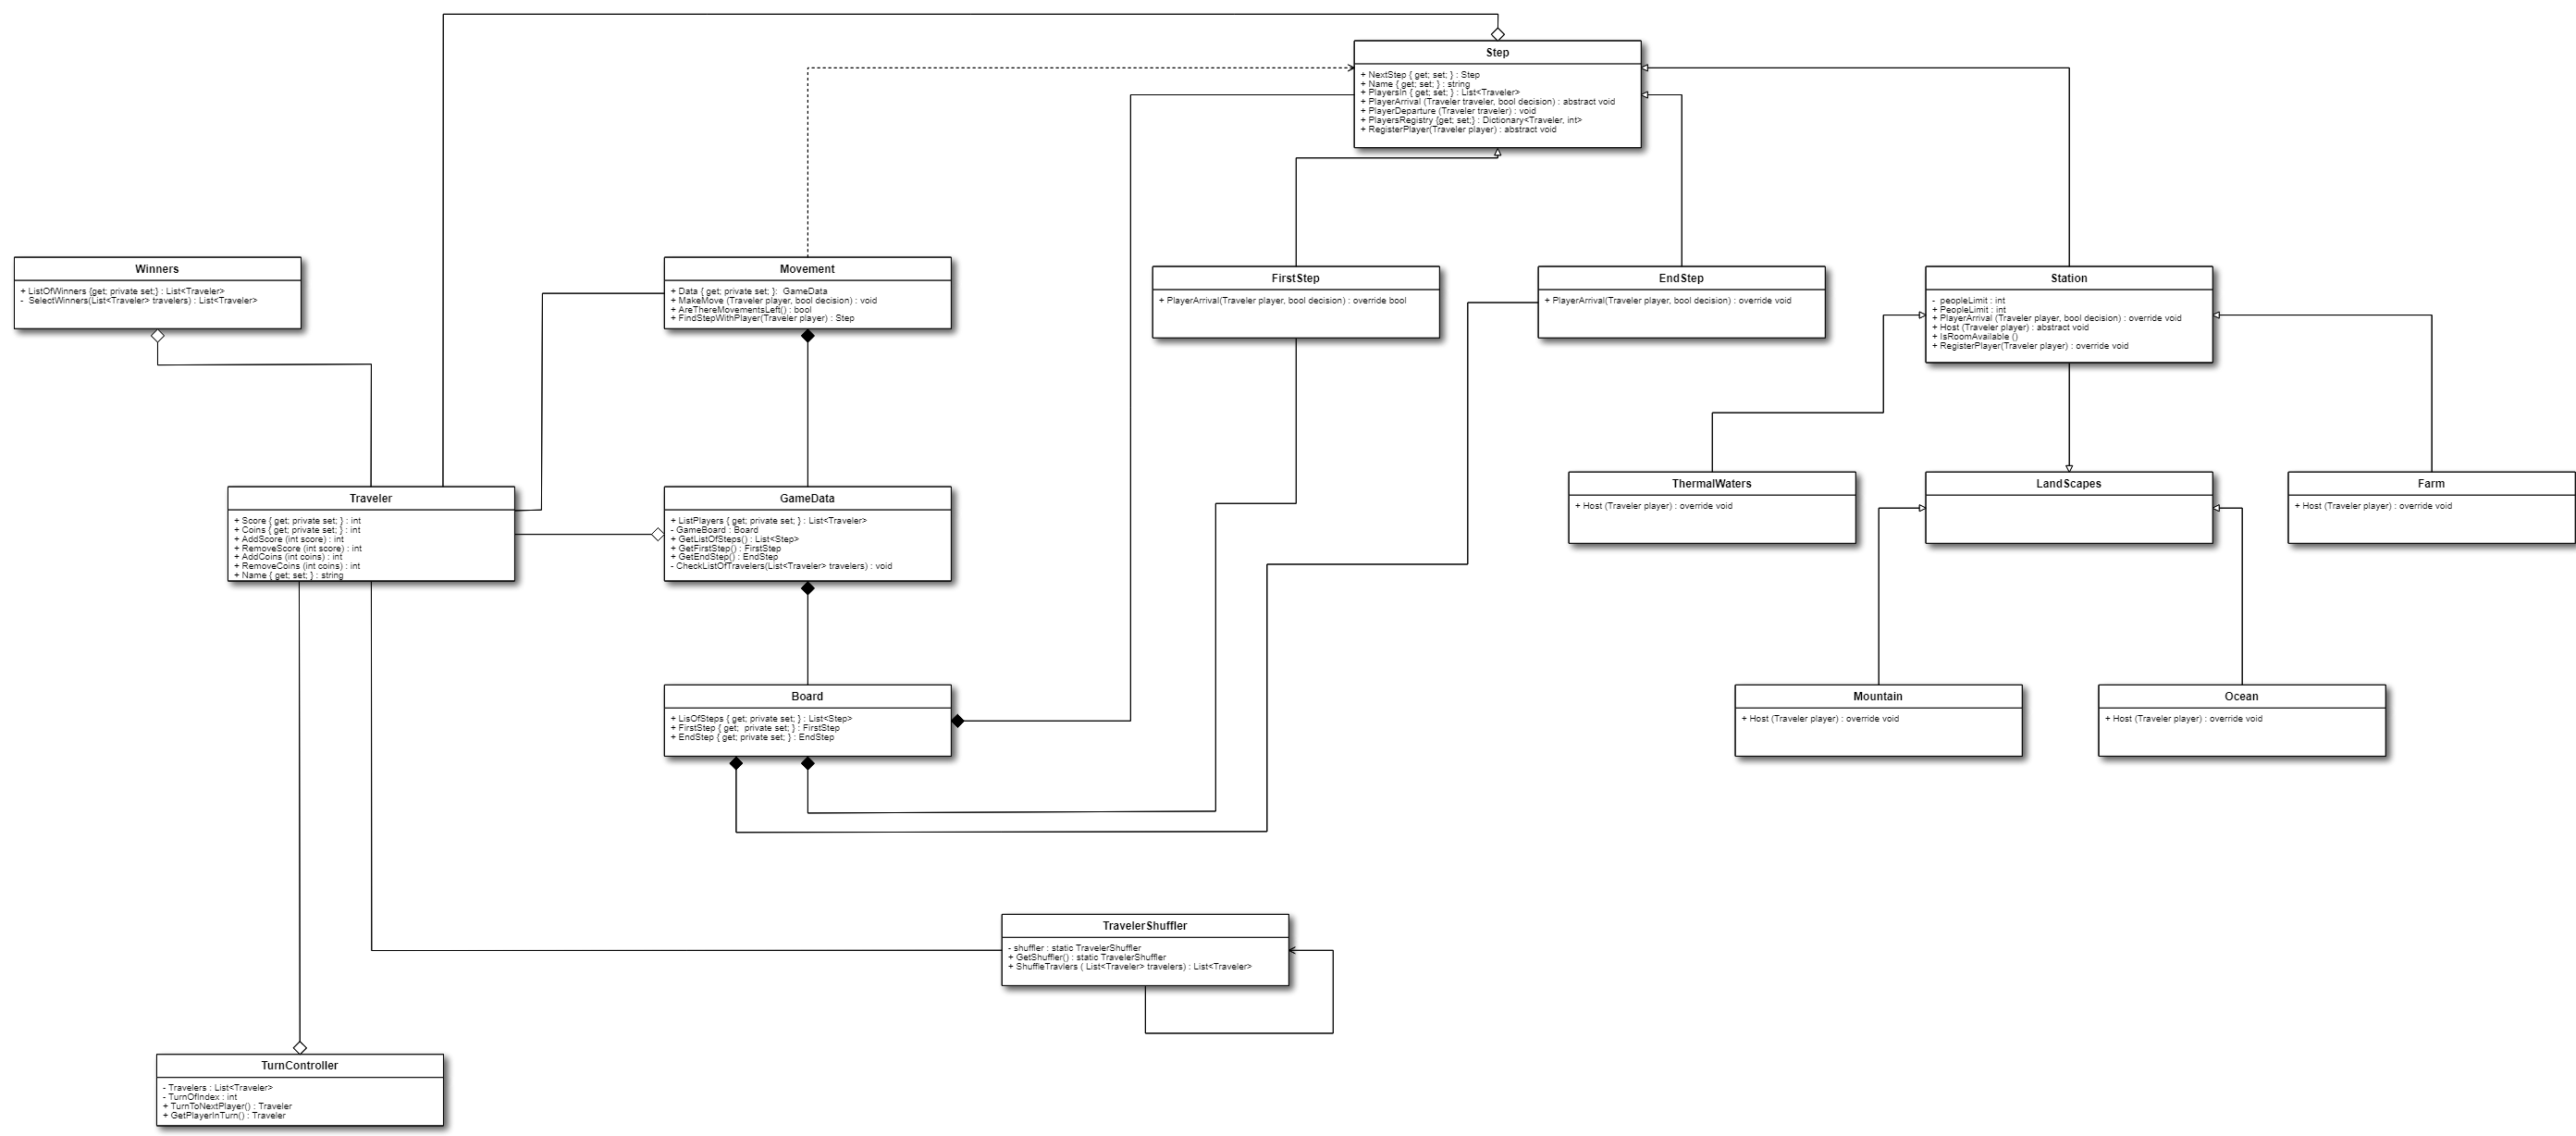 Step
+ NextStep { get; set; } : Step
+ Name { get; set; } : string
+ PlayersIn { get; set; } : List<Traveler>
+ PlayerArrival (Traveler traveler, bool decision) : abstract void
+ PlayerDeparture (Traveler traveler) : void
+ PlayersRegistry {get; set;} : Dictionary<Traveler, int>
+ RegisterPlayer(Traveler player) : abstract void
Winners
+ ListOfWinners {get; private set;} : List<Traveler>
- SelectWinners(List<Traveler> travelers) : List<Traveler>
Movement
+ Data { get; private set; }: GameData
+ MakeMove (Traveler player, bool decision) : void
+ AreThereMovementsLeft() : bool
+ FindStepWithPlayer(Traveler player) : Step
FirstStep
+ PlayerArrival(Traveler player, bool decision) : override bool
EndStep
+ PlayerArrival(Traveler player, bool decision) : override void
Station
- peopleLimit : int
+ PeopleLimit : int
+ PlayerArrival (Traveler player, bool decision) : override void
+ Host (Traveler player) : abstract void
+ IsRoomAvailable ()
+ RegisterPlayer(Traveler player) : override void
Traveler
+ Score { get; private set; } : int
+ Coins { get; private set; } : int
+ AddScore (int score) : int
+ RemoveScore (int score) : int
+ AddCoins (int coins) : int
+ RemoveCoins (int coins) : int
+ Name { get; set; } : string
GameData
+ ListPlayers { get; private set; } : List<Traveler>
- GameBoard : Board
+ GetListOfSteps() : List<Step>
+ GetFirstStep() : FirstStep
+ GetEndStep() : EndStep
- CheckListOfTravelers(List<Traveler> travelers) : void
ThermalWaters
+ Host (Traveler player) : override void
LandScapes
Farm
+ Host (Traveler player) : override void
Board
+ LisOfSteps { get; private set; } : List<Step>
+ FirstStep { get; private set; } : FirstStep
+ EndStep { get; private set; } : EndStep
Mountain
+ Host (Traveler player) : override void
Ocean
+ Host (Traveler player) : override void
TravelerShuffler
- shuffler : static TravelerShuffler
+ GetShuffler() : static TravelerShuffler
+ ShuffleTravlers ( List<Traveler> travelers) : List<Traveler>
TurnController
- Travelers : List<Traveler>
- TurnOfIndex : int
+ TurnToNextPlayer() : Traveler
+ GetPlayerInTurn() : Traveler